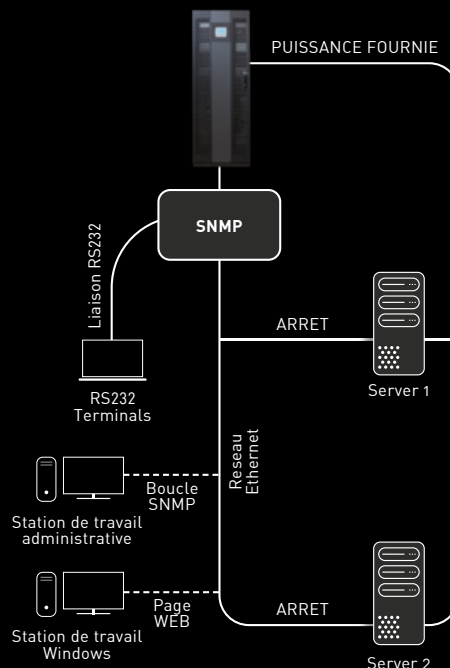 PUISSANCE FOURNIE
SNMP
Liaison RS232
ARRET
Server 1
RS232
Terminals
Reseau
Ethernet
Boucle
SNMP
Station de travail
administrative
Page
WEB
ARRET
Station de travail
Windows
Server 2